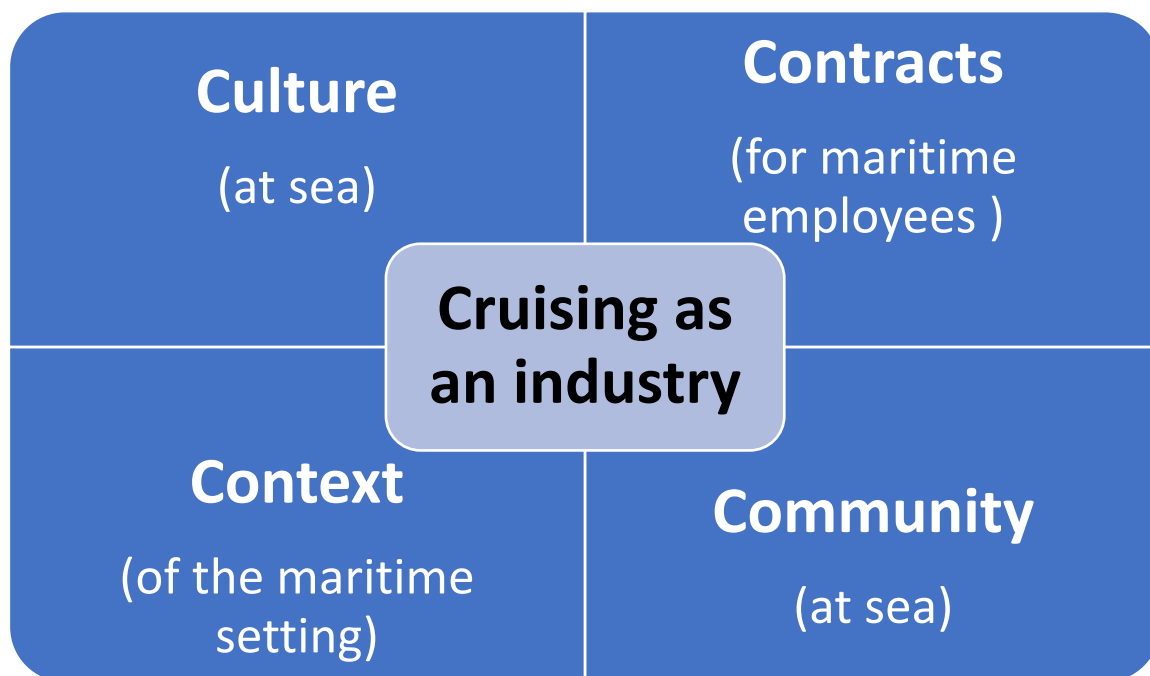 Culture
(at sea)
Contracts
(for maritime
employees )
Cruising as
an industry
Context
(of the maritime
setting)
Community
(at sea)